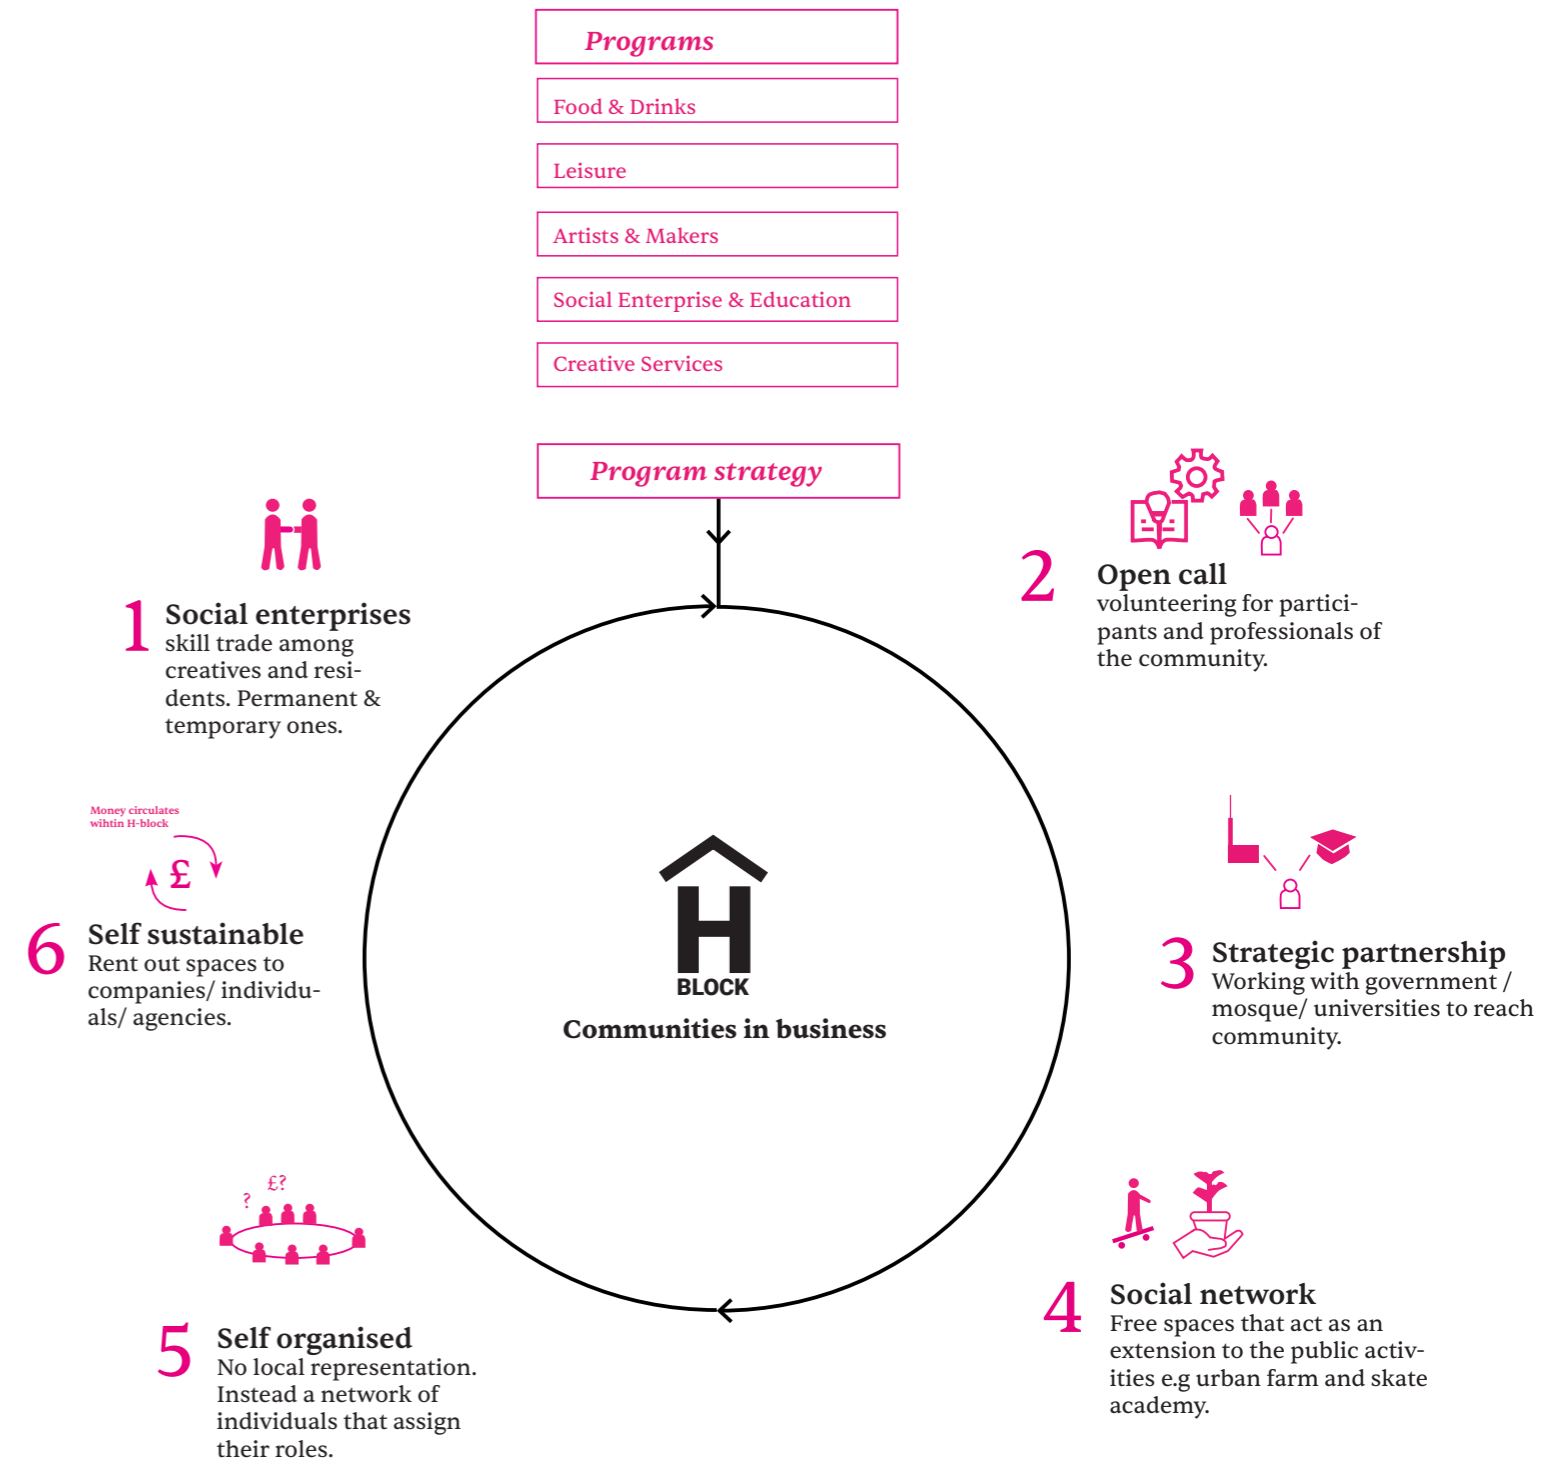 Programs
Food & Drinks
Leisure
Artists & Makers
Social Enterprise & Education
Creative Services
Program strategy
1
Social enterprises
skill trade among
creatives and resi-
dents. Permanent &
temporary ones.
2
Open call
volunteering for partici-
pants and professionals of
the community.
3
Strategic partnership
Working with government /
mosque/ universities to reach
community.
4
Social network
Free spaces that act as an
extension to the public activ-
ities e.g urban farm and skate
academy.
5
? £?
Self organised
No local representation.
Instead a network of
individuals that assign
their roles.
6
Money circulates
wihtin H-block
£
Self sustainable
Rent out spaces to
companies/ individu-
als/ agencies.
H
BLOCK
Communities in business